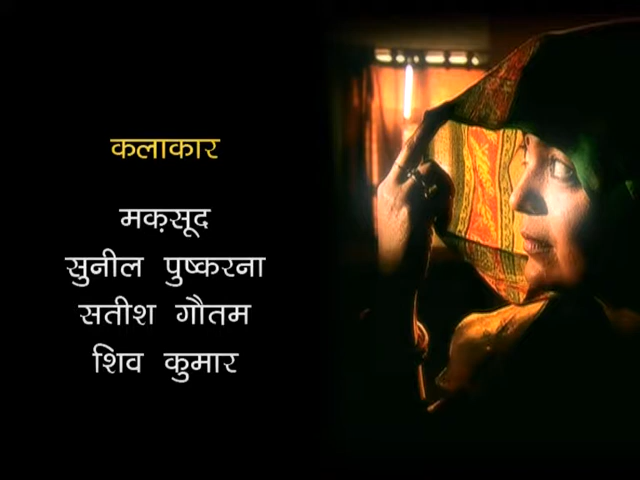 कलाकार
मक़सूद
सुनील पुष्करना
सतीश गौतम
शिव कुमार